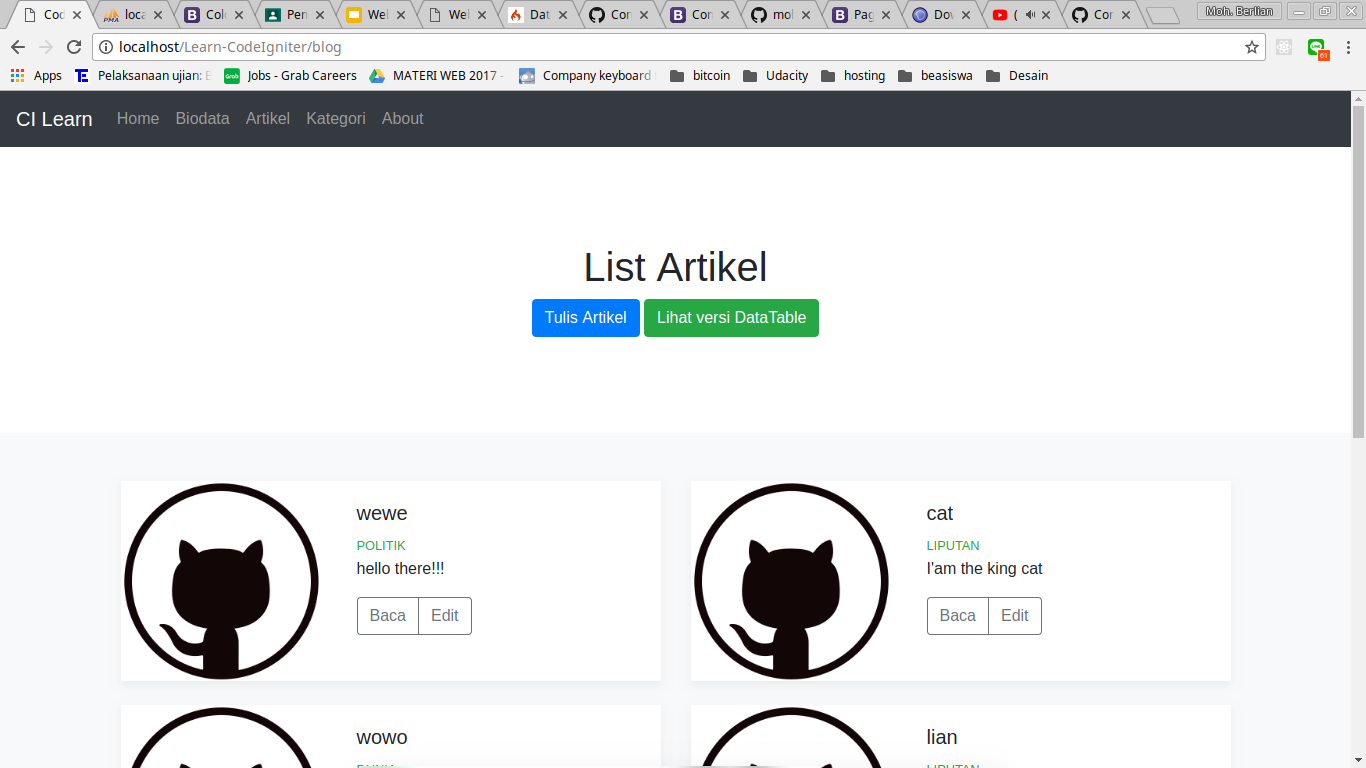 Cod loca Col Pen Wel Wel Dat Con Con mol Pag Dov ( Con Moh. Berlian
localhost/Learn-CodeIgniter/blog
61
Apps Pelaksanaan ujian: Jobs - Grab Careers MATERI WEB 2017 - Company keyboard bitcoin Udacity hosting beasiswa Desain
CI Learn Home Biodata Artikel Kategori About
List Artikel
Tulis Artikel Lihat versi DataTable
wewe
POLITIK
hello there!!!
Baca Edit
cat
LIPUTAN
I'am the king cat
Baca Edit
wowo
lian
LIPUTAN